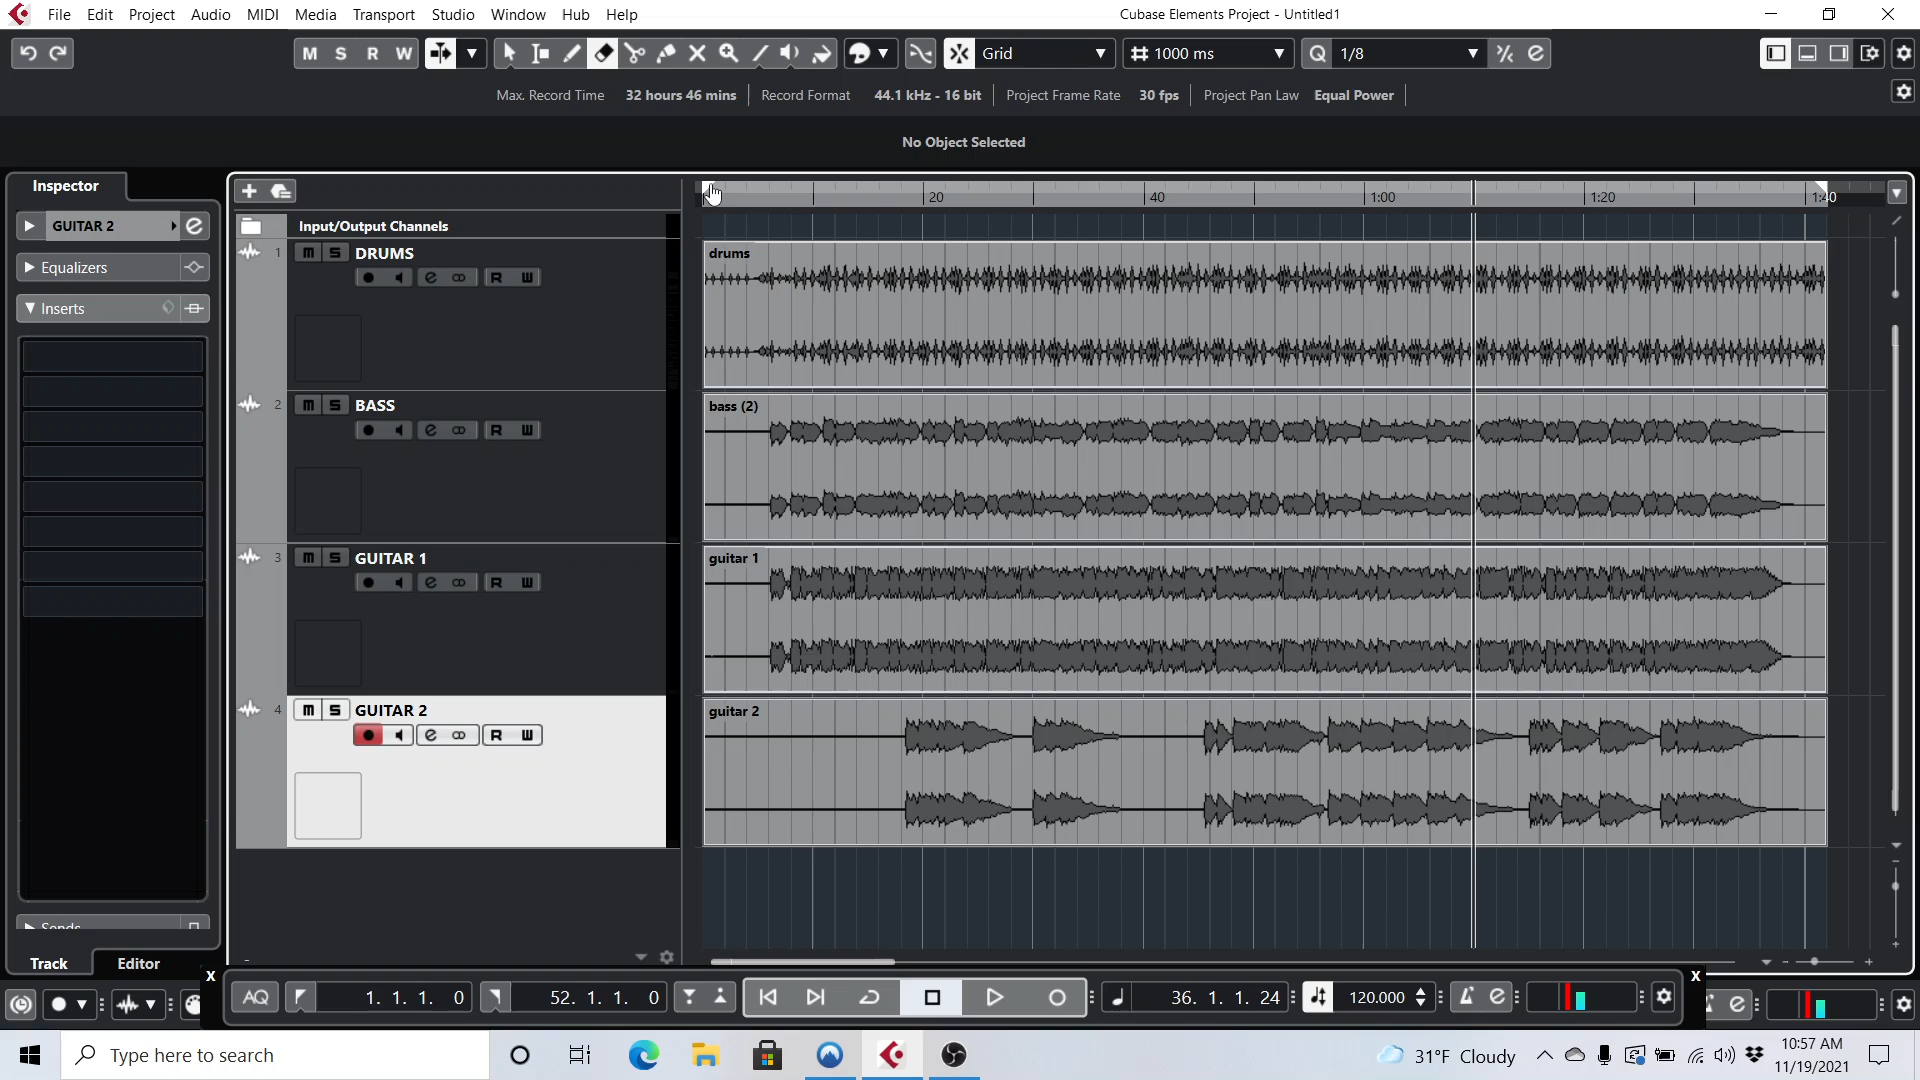 File Edit Project Audio MIDI Media Transport Studio Window Hub Help
Cubase Elements Project - Untitled1
M S R W
Grid
1000 ms
Q 1/8
Max. Record Time 32 hours 46 mins
Record Format 44.1 kHz - 16 bit
Project Frame Rate 30 fps
Project Pan Law Equal Power
No Object Selected
Inspector
GUITAR 2
Equalizers
Inserts
20 40 1:00 1:20 1:40
Input/Output Channels
1 m S DRUMS
R W
drums
2 m S BASS
R W
bass (2)
3 m S GUITAR 1
R W
guitar 1
4 m S GUITAR 2
R W
guitar 2
Track Editor
X X
AQ 1. 1. 1. 0 52. 1. 1. 0 36. 1. 1. 24 120.000
Type here to search
31°F Cloudy
10:57 AM
11/19/2021